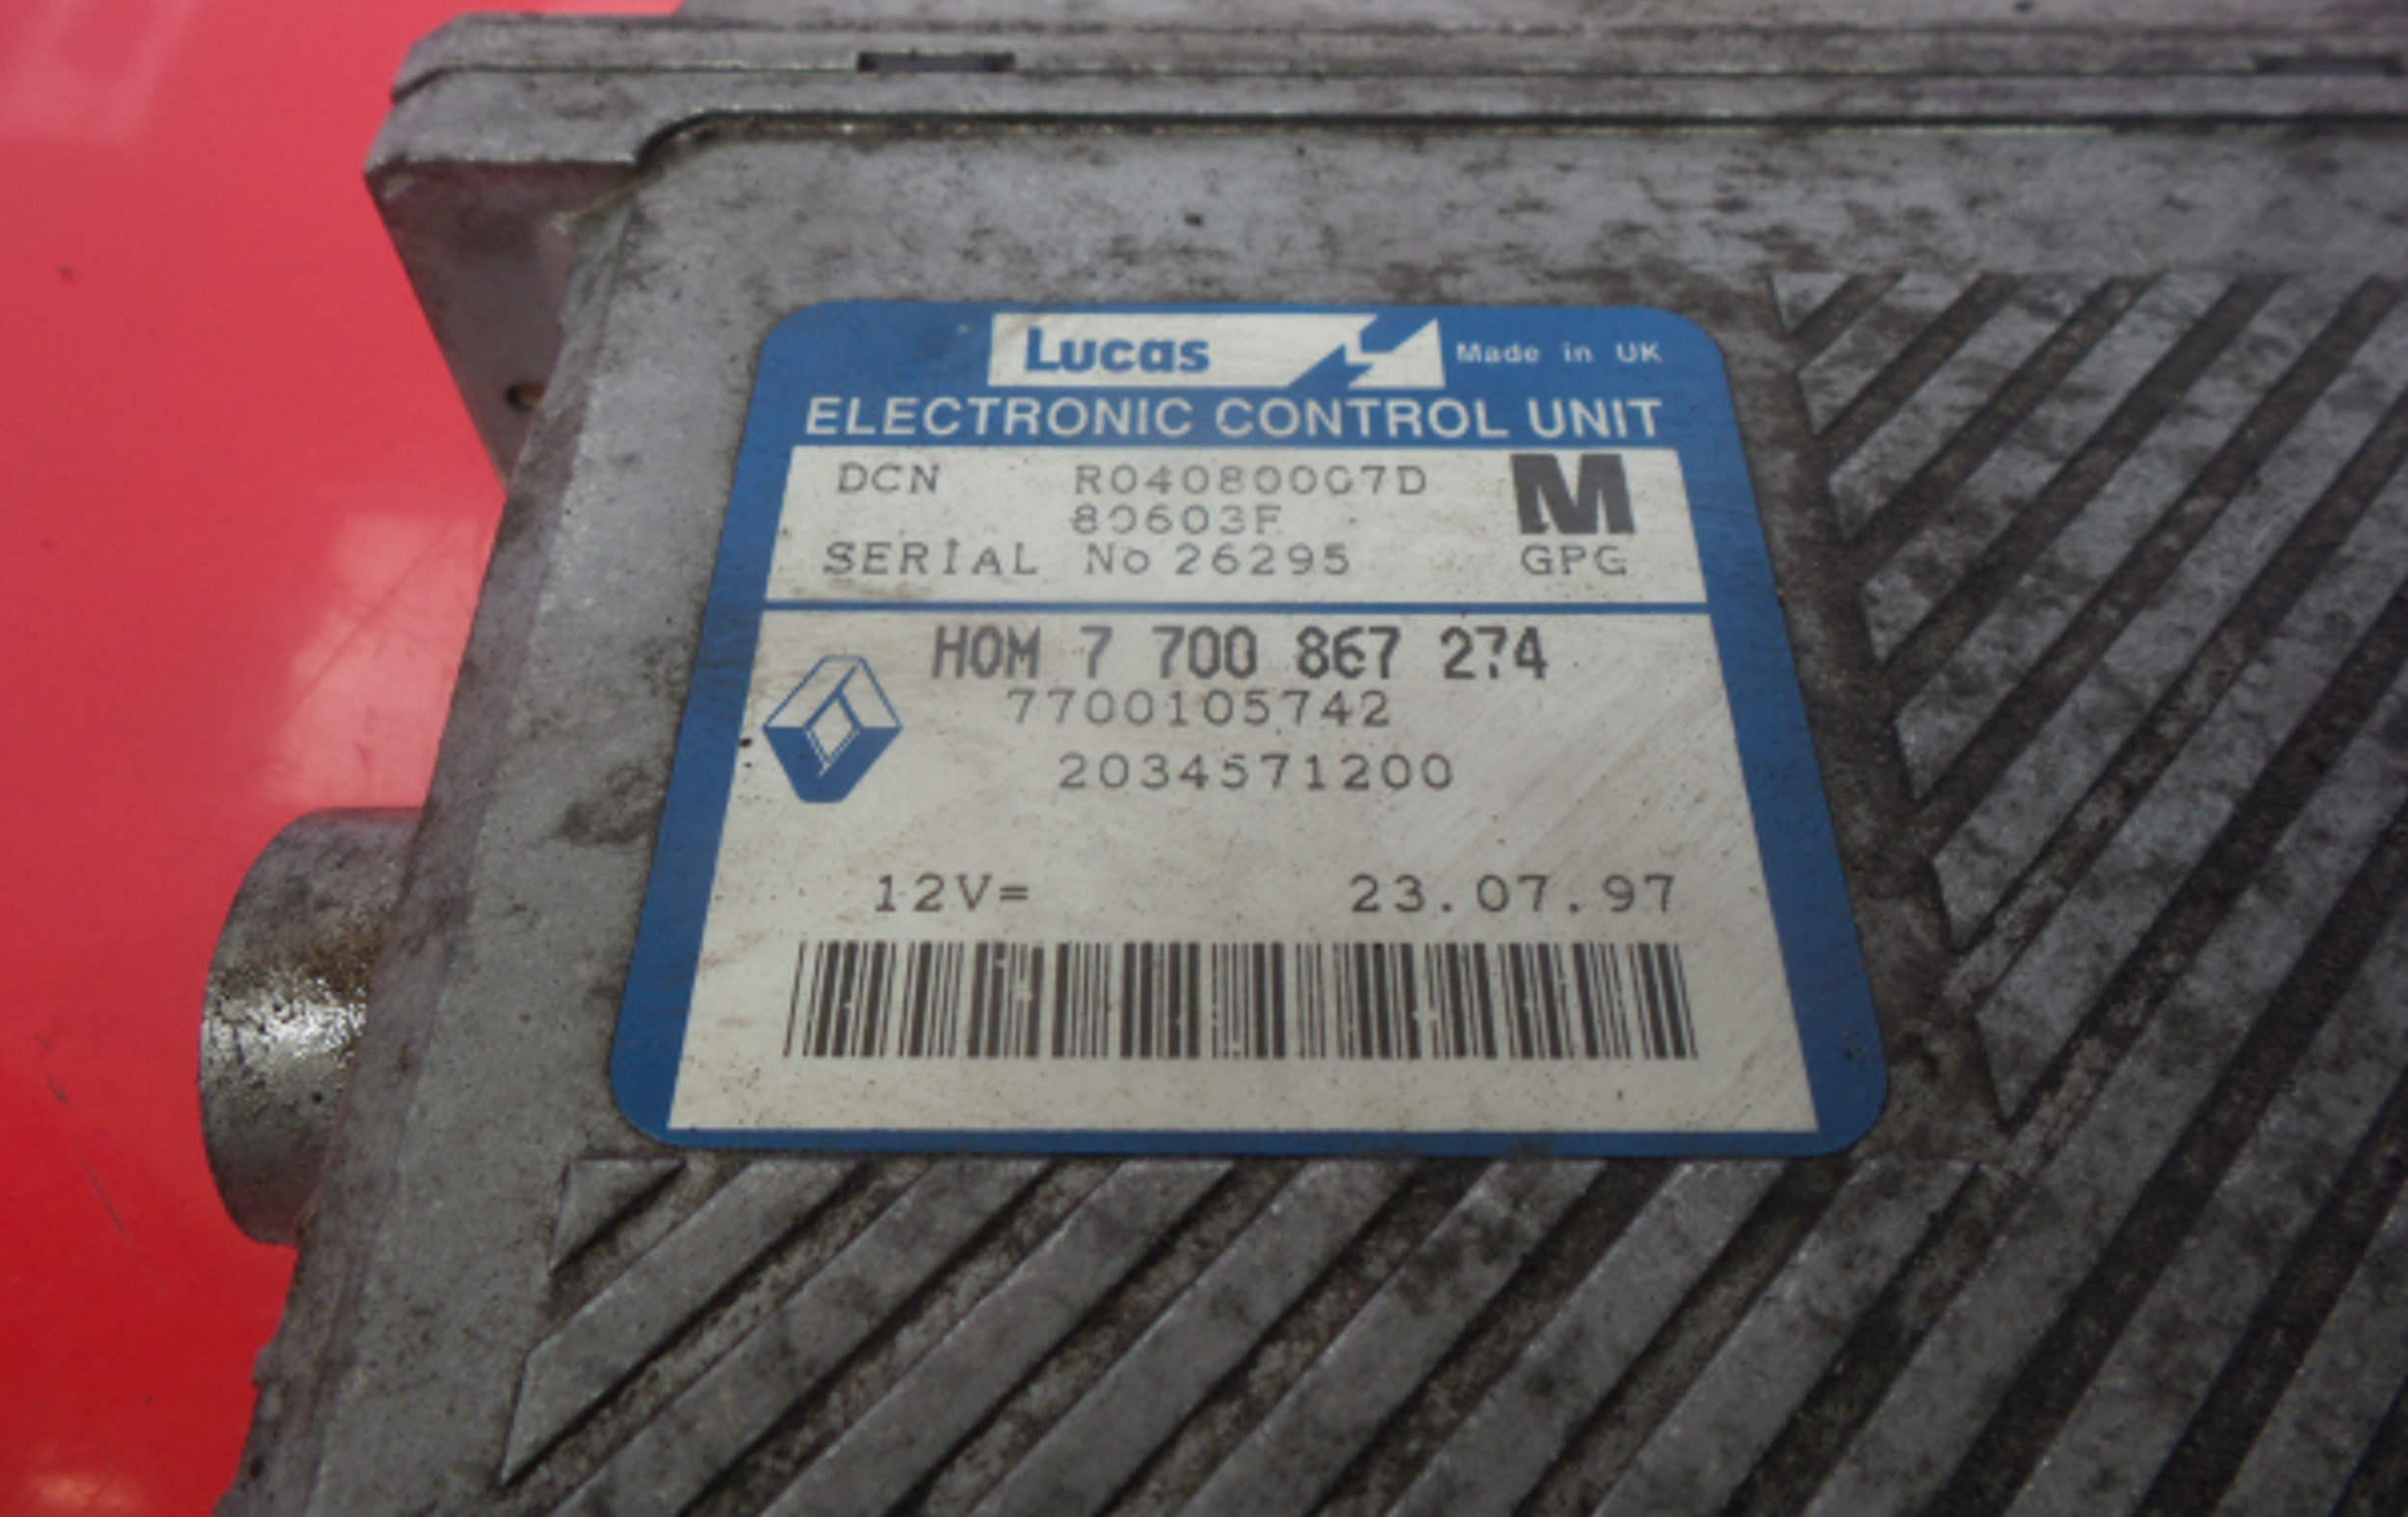 Lucas Made in UK
ELECTRONIC CONTROL UNIT
DCN R04080007D M
80603F
SERIAL No 26295 GPG
HOM 7 700 867 274
7700105742
2034571200
12V= 23.07.97